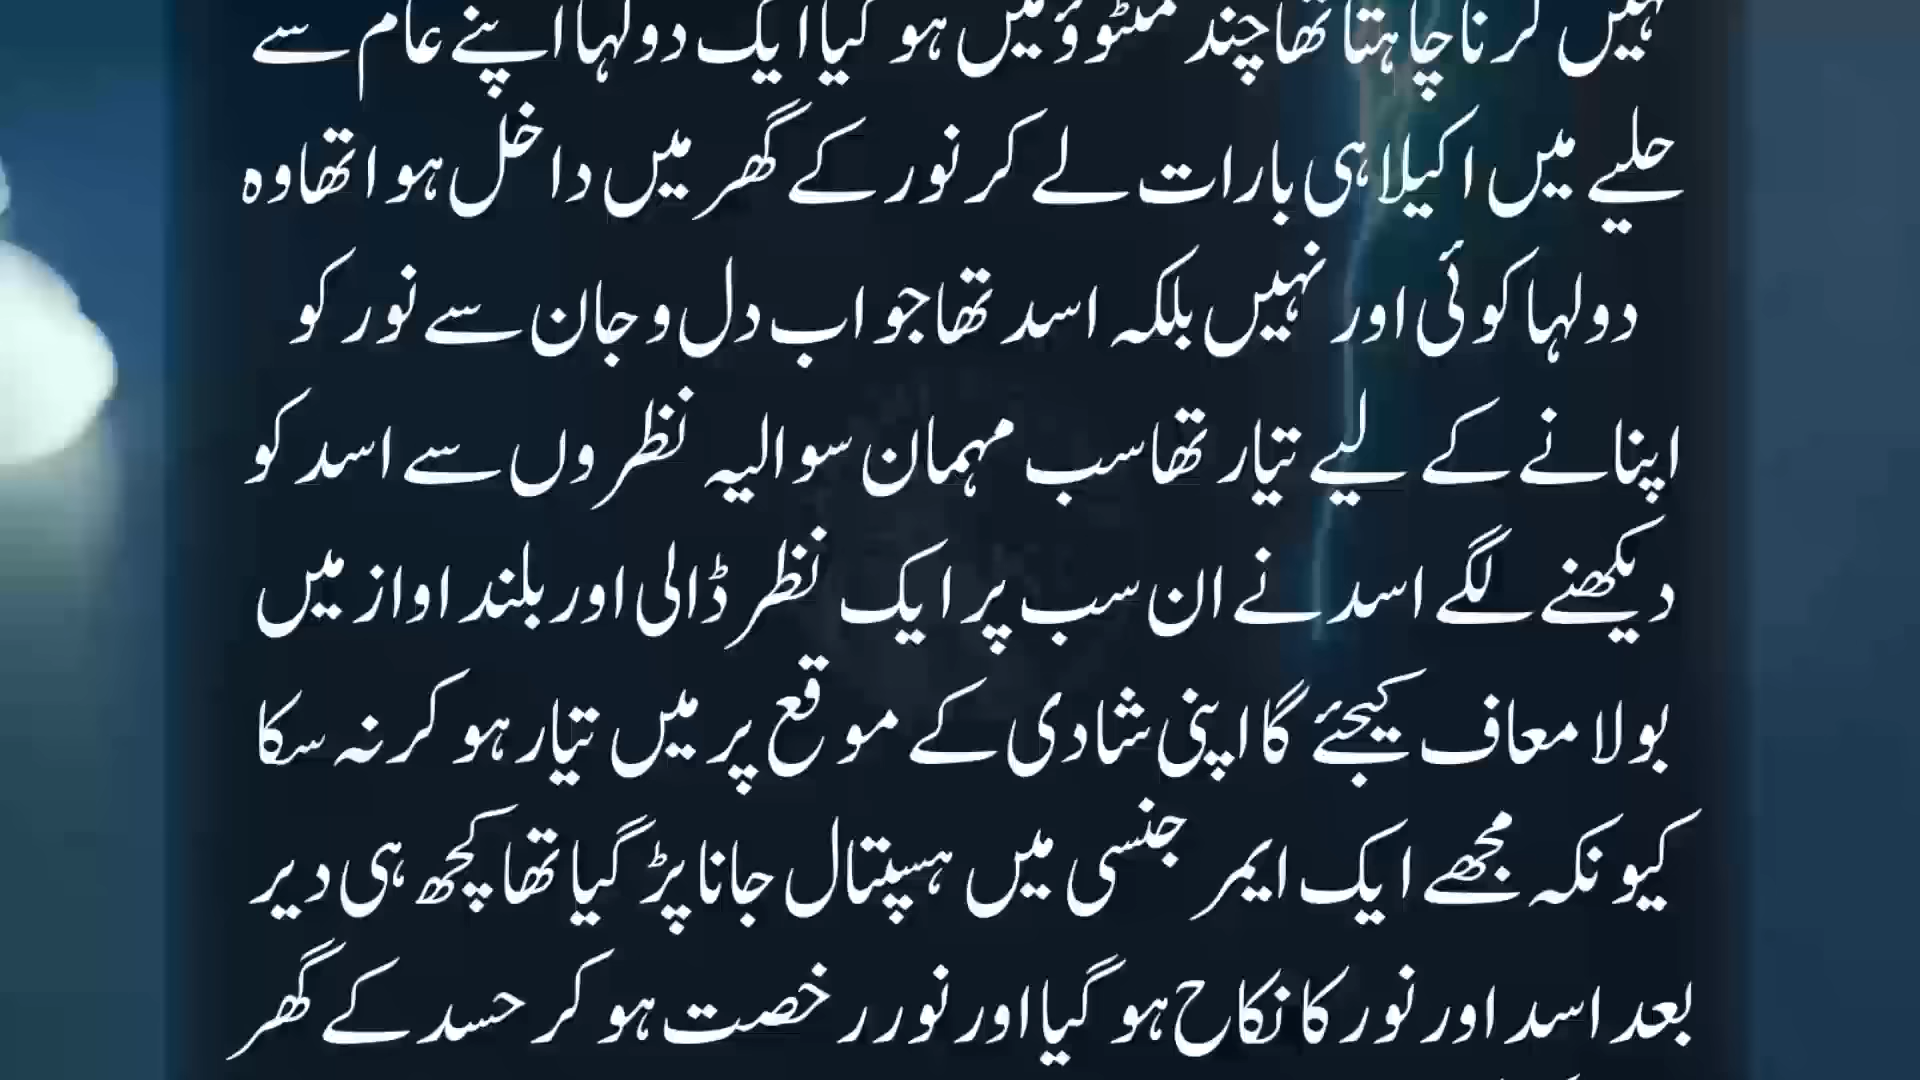 نہیں کرنا چاہتا تھا چند منٹوؤ میں ہو گیا ایک دولہا اپنے عام سے
حلیے میں اکیلا ہی بارات لے کر نور کے گھر میں داخل ہوا تھا وہ
دولہا کوئی اور نہیں بلکہ اسد تھا جو اب دل و جان سے نور کو
اپنانے کے لیے تیار تھا سب مہمان سوالیہ نظروں سے اسد کو
دیکھنے لگے اسد نے ان سب پر ایک نظر ڈالی اور بلند اواز میں
بولا معاف کیجئے گا اپنی شادی کے موقع پر میں تیار ہو کر نہ سکا
کیونکہ مجھے ایک ایمر جنسی میں ہسپتال جانا پڑ گیا تھا کچھ ہی دیر
بعد اسد اور نور کا نکاح ہو گیا اور نور رخصت ہو کر حسد کے گھر